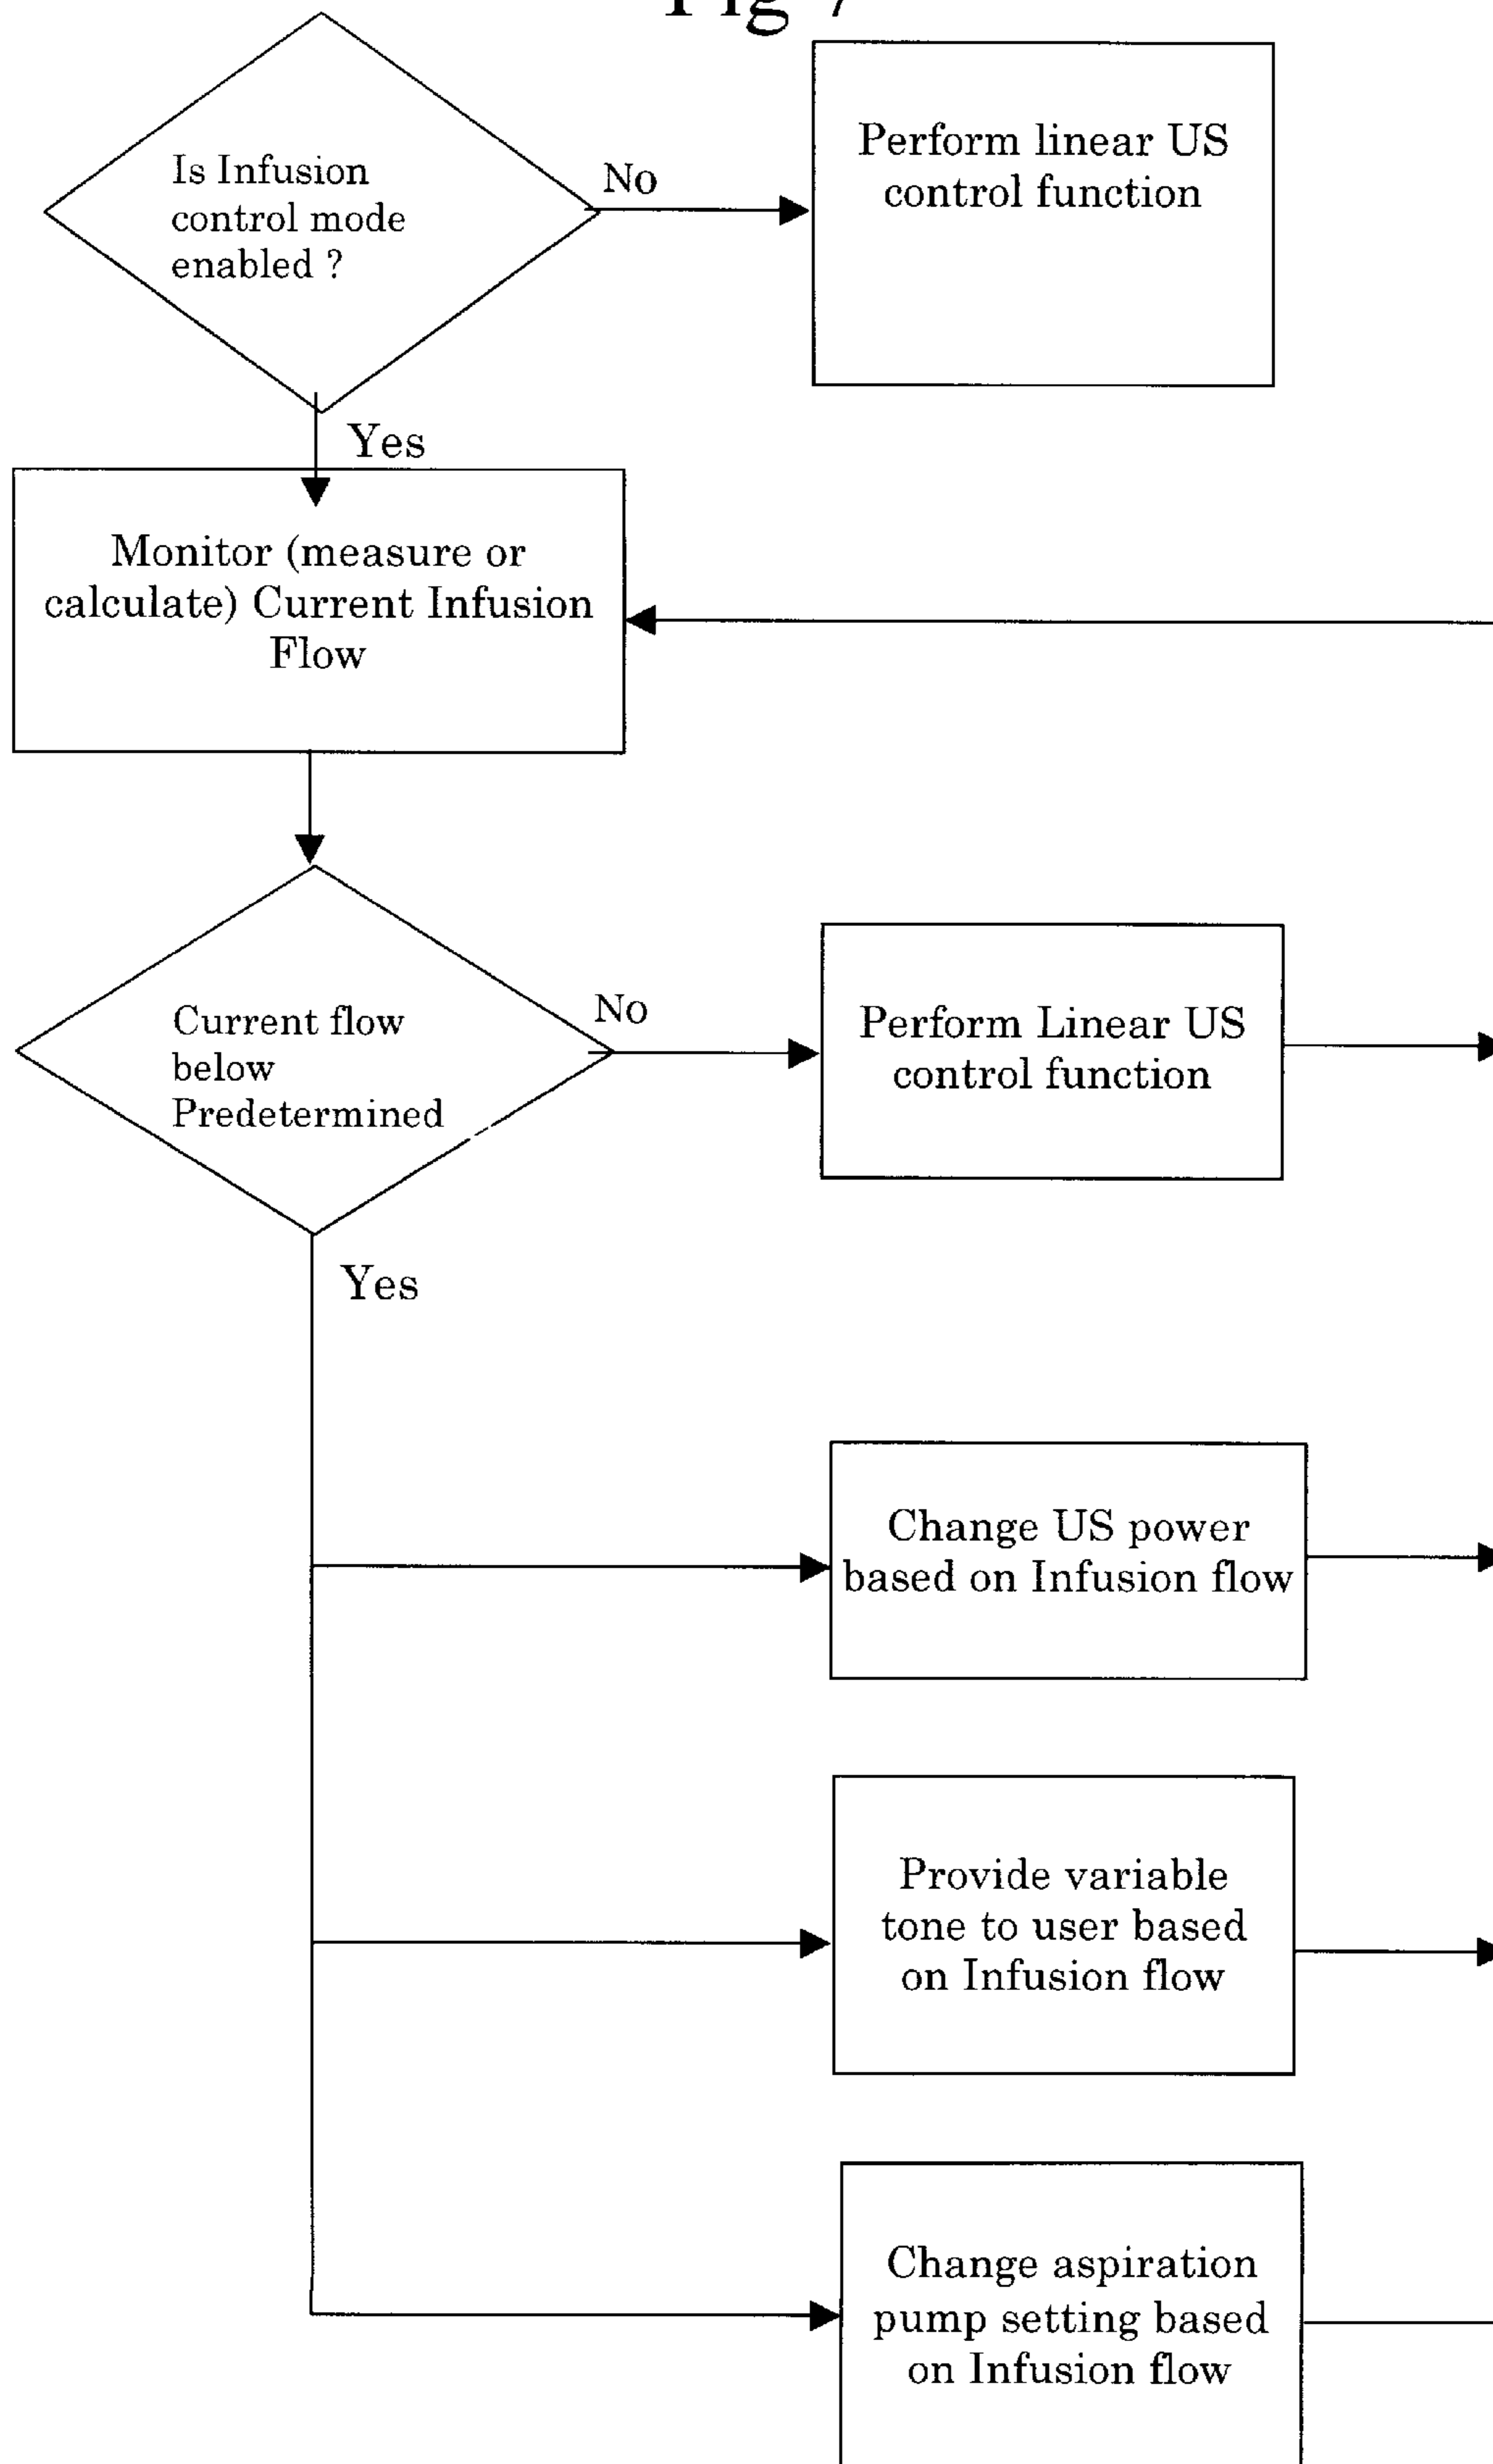 Fig 7
Is Infusion
control mode
enabled ?
No
Perform linear US
control function
Yes
Monitor (measure or
calculate) Current Infusion
Flow
Current flow
below
Predetermined
No
Perform Linear US
control function
Yes
Change US power
based on Infusion flow
Provide variable
tone to user based
on Infusion flow
Change aspiration
pump setting based
on Infusion flow